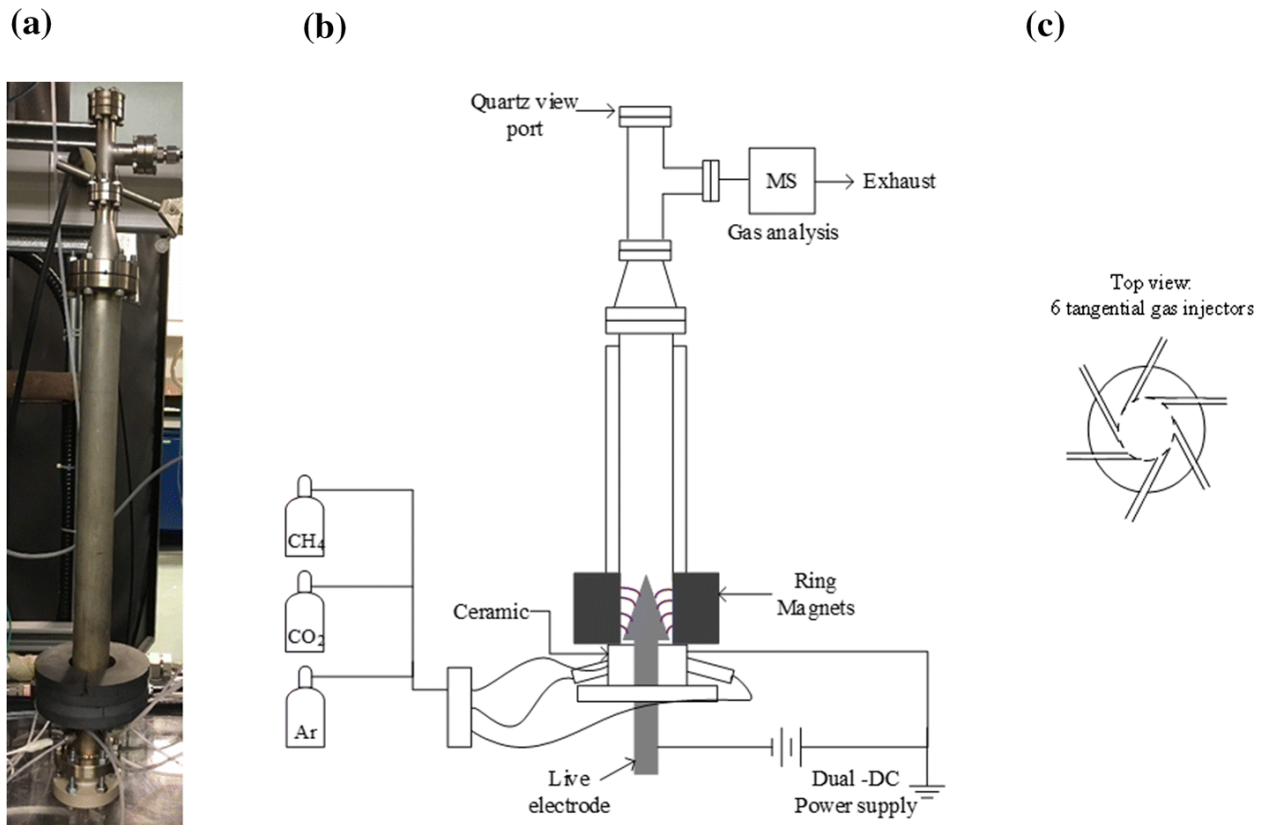 (a)
(b)
(c)
Quartz view
port
MS
Exhaust
Gas analysis
Top view:
6 tangential gas injectors
CH4
CO2
Ar
Ceramic
Ring
Magnets
Live
electrode
Dual -DC
Power supply